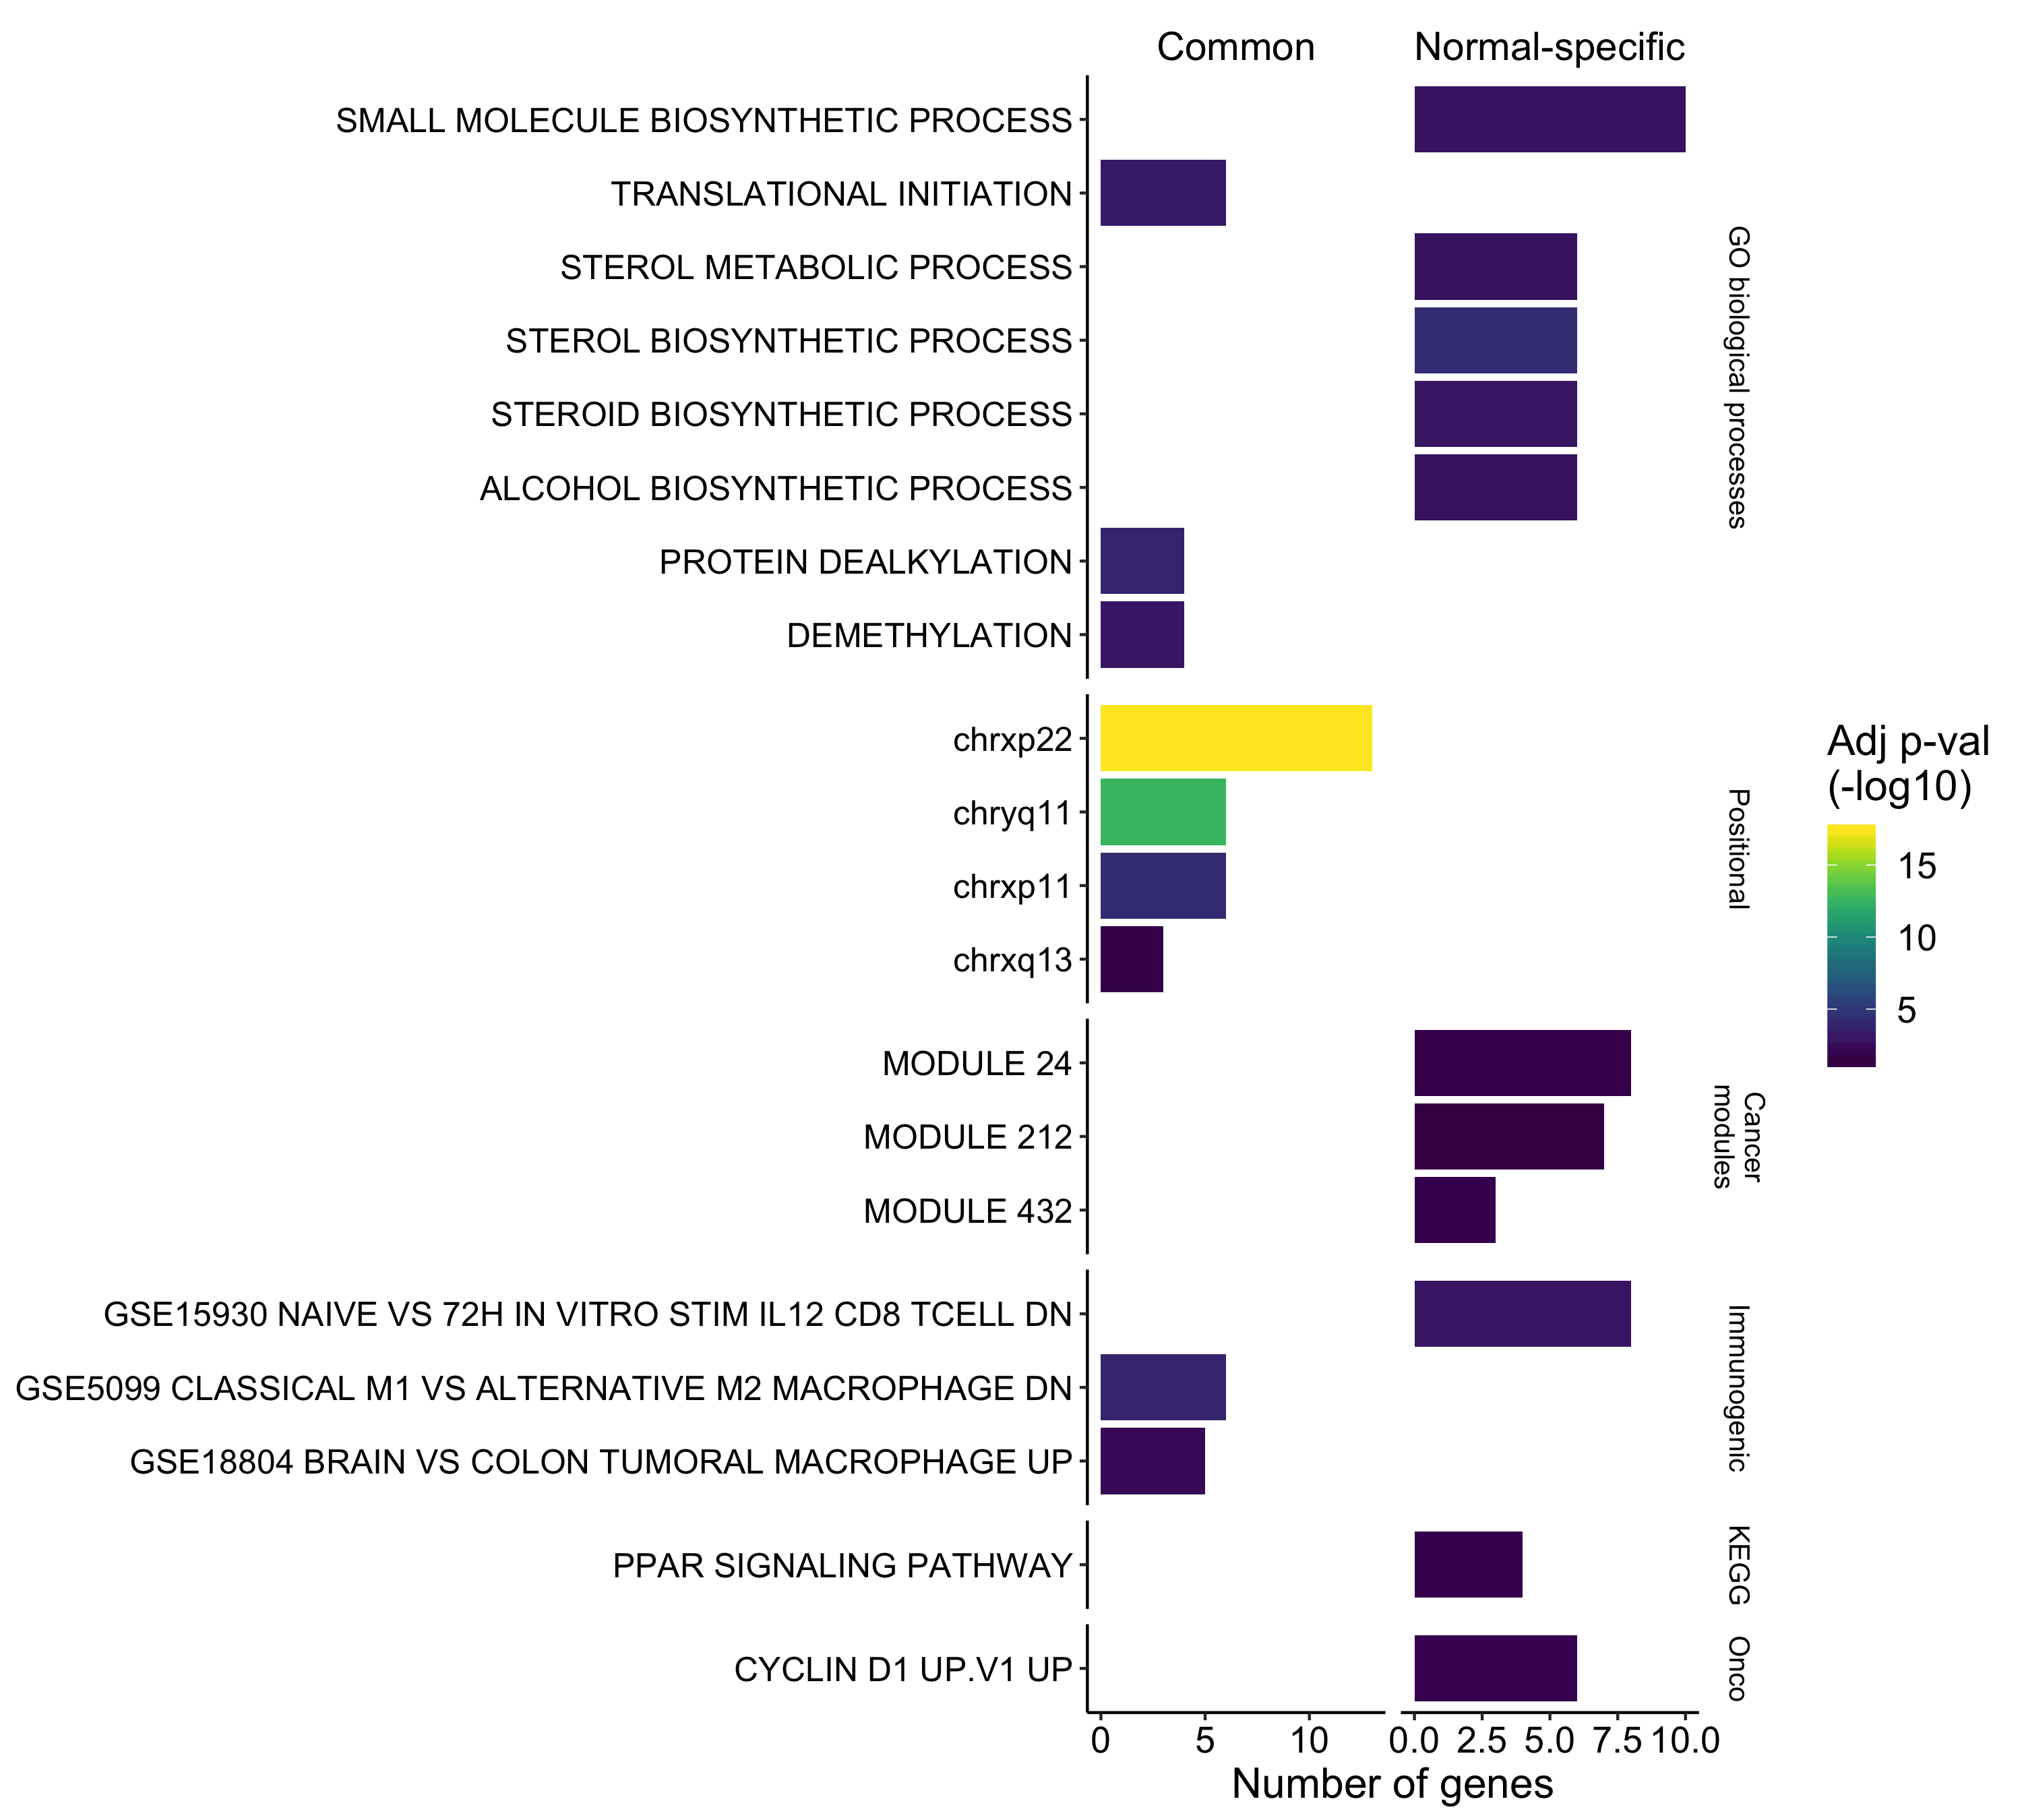 Common Normal-specific
SMALL MOLECULE BIOSYNTHETIC PROCESS
TRANSLATIONAL INITIATION
STEROL METABOLIC PROCESS
STEROL BIOSYNTHETIC PROCESS
STEROID BIOSYNTHETIC PROCESS
ALCOHOL BIOSYNTHETIC PROCESS
PROTEIN DEALKYLATION
DEMETHYLATION
GO biological processes
chrxp22
chryq11
chrxp11
chrxq13
Positional
MODULE 24
MODULE 212
MODULE 432
Cancer
modules
GSE15930 NAIVE VS 72H IN VITRO STIM IL12 CD8 TCELL DN
GSE5099 CLASSICAL M1 VS ALTERNATIVE M2 MACROPHAGE DN
GSE18804 BRAIN VS COLON TUMORAL MACROPHAGE UP
Immunogenic
PPAR SIGNALING PATHWAY
KEGG
CYCLIN D1 UP.V1 UP
Onco
0 5 10 0.0 2.5 5.0 7.5 10.0
Number of genes
Adj p-val
(-log10)
15
10
5